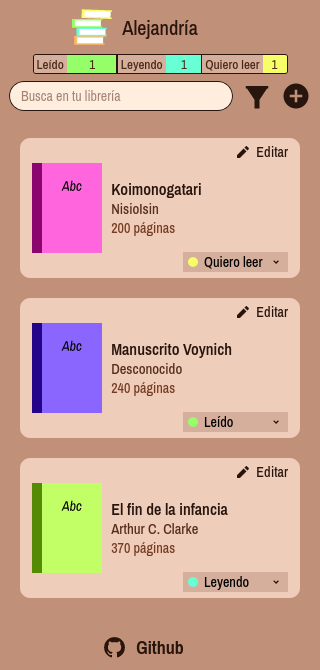 Alejandría
Leído 1 Leyendo 1 Quiero leer 1
Busca en tu librería
Editar
Abc
Koimonogatari
NisioIsin
200 páginas
Quiero leer
Editar
Abc
Manuscrito Voynich
Desconocido
240 páginas
Leído
Editar
Abc
El fin de la infancia
Arthur C. Clarke
370 páginas
Leyendo
Github